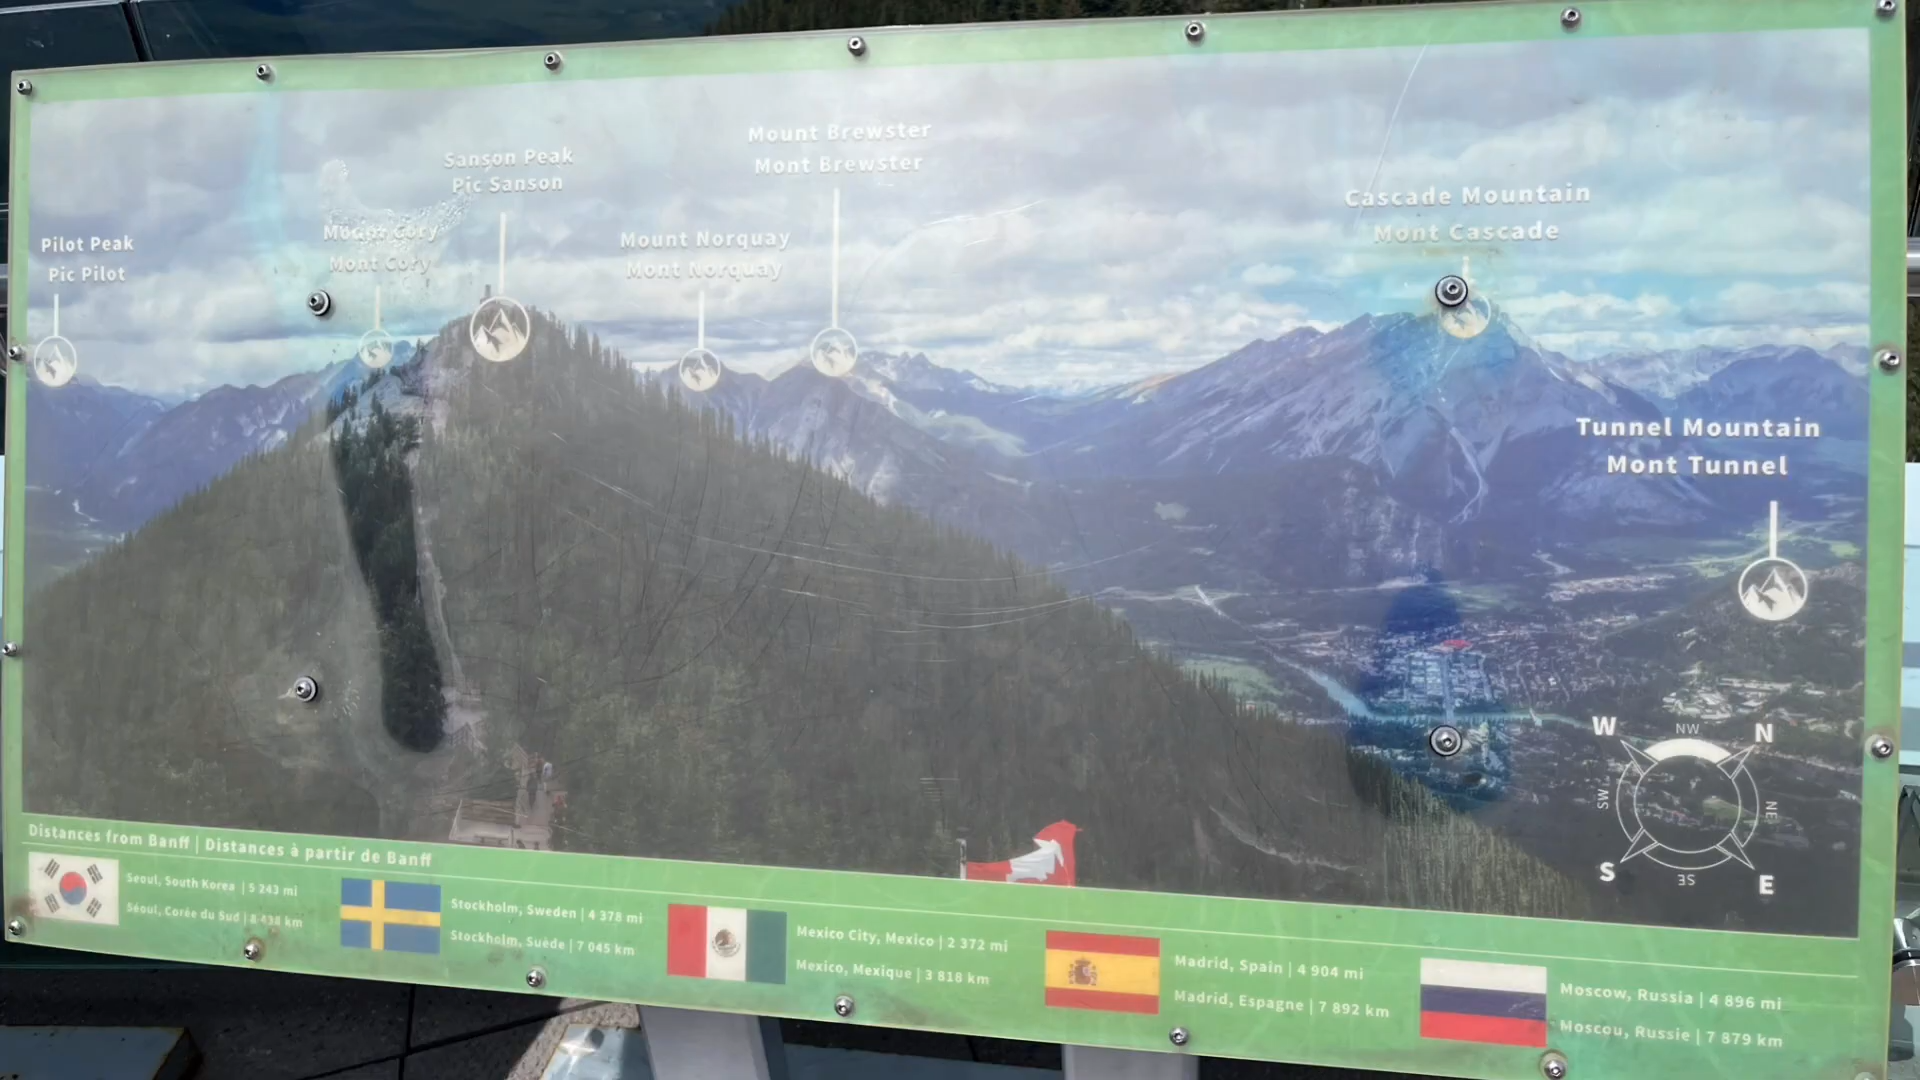 Mount Brewster
Mont Brewster
Sanson Peak
Pic Sanson
Cascade Mountain
Mont Cascade
Mount Cory
Mont Cory
Mount Norquay
Mont Norquay
Pilot Peak
Pic Pilot
Tunnel Mountain
Mont Tunnel
W
NW
N
SW
NE
S
SE
E
Distances from Banff | Distances à partir de Banff
Seoul, South Korea | 5 243 mi
Séoul, Corée du Sud | 8 438 km
Stockholm, Sweden | 4 378 mi
Stockholm, Suède | 7 045 km
Mexico City, Mexico | 2 372 mi
Mexico, Mexique | 3 818 km
Madrid, Spain | 4 904 mi
Madrid, Espagne | 7 892 km
Moscow, Russia | 4 896 mi
Moscou, Russie | 7 879 km